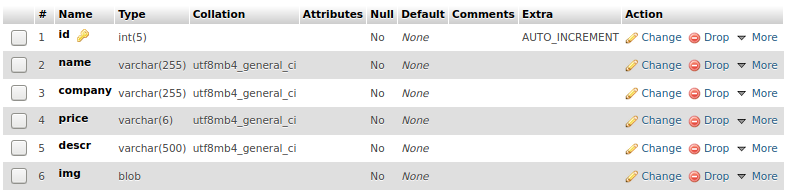 # Name Type Collation Attributes Null Default Comments Extra Action
1 id int(5) No None AUTO_INCREMENT Change Drop More
2 name varchar(255) utf8mb4_general_ci No None Change Drop More
3 company varchar(255) utf8mb4_general_ci No None Change Drop More
4 price varchar(6) utf8mb4_general_ci No None Change Drop More
5 descr varchar(500) utf8mb4_general_ci No None Change Drop More
6 img blob No None Change Drop More